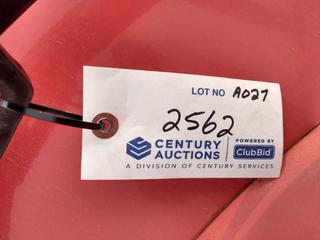 LOT NO A027
2562
CENTURY AUCTIONS POWERED BY ClubBid
A DIVISION OF CENTURY SERVICES